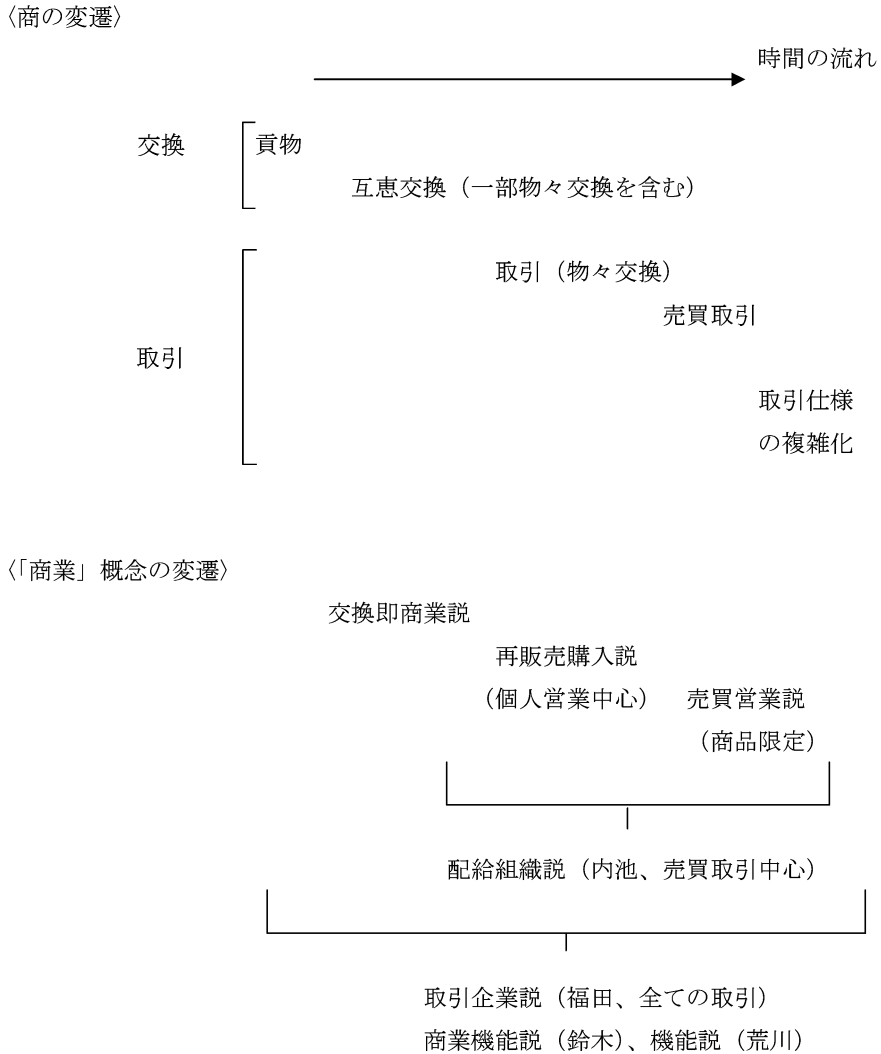 〈商の変遷〉
時間の流れ
交換
貢物
互恵交換（一部物々交換を含む）
取引（物々交換）
売買取引
取引
取引仕様
の複雑化
〈「商業」概念の変遷〉
交換即商業説
再販売購入説
（個人営業中心） 売買営業説
（商品限定）
配給組織説（内池、売買取引中心）
取引企業説（福田、全ての取引）
商業機能説（鈴木）、機能説（荒川）